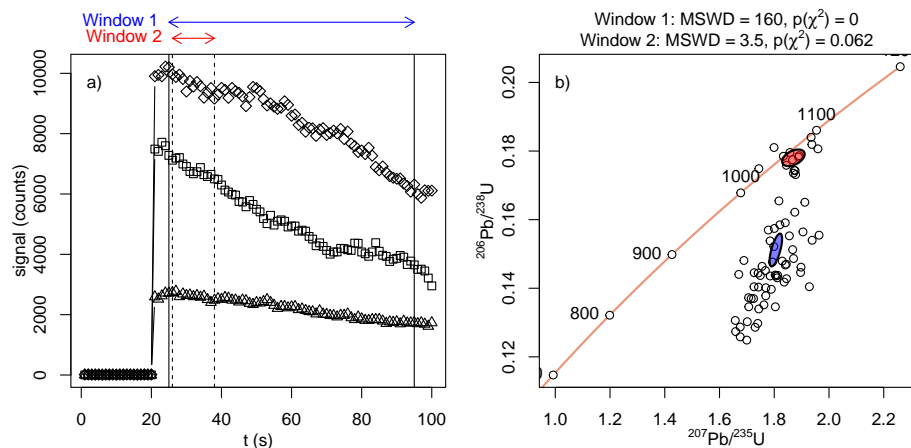 Window 1
Window 2
a)
signal (counts)
0 2000 4000 6000 8000 10000
0 20 40 60 80 100
t (s)
Window 1: MSWD = 160, p(χ²) = 0
Window 2: MSWD = 3.5, p(χ²) = 0.062
b)
²⁰⁶Pb/²³⁸U
0.12 0.14 0.16 0.18 0.20
800
900
1000
1100
1.0 1.2 1.4 1.6 1.8 2.0 2.2
²⁰⁷Pb/²³⁵U